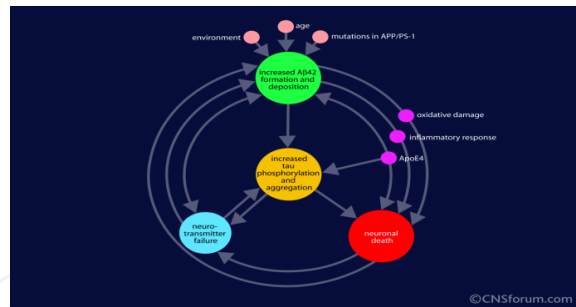 age
environment
mutations in APP/PS-1
increased Aβ42
formation and
deposition
oxidative damage
inflammatory response
ApoE4
increased
tau
phosphorylation
and
aggregation
neuro-
transmitter
failure
neuronal
death
©CNSforum.com